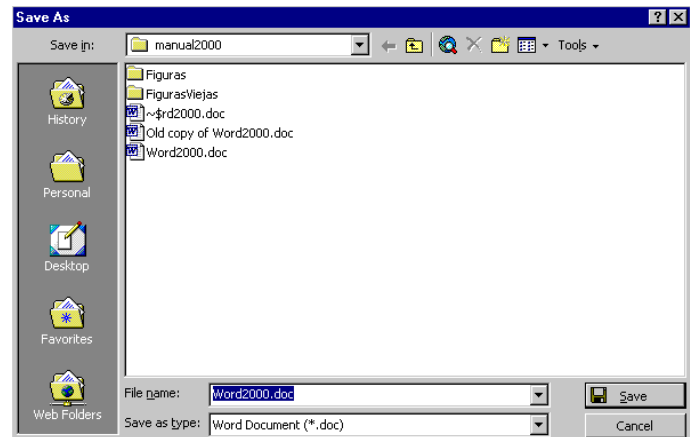 Save As
Save in:
manual2000
Tools
History
Personal
Desktop
Favorites
Web Folders
Figuras
FigurasViejas
~$rd2000.doc
Old copy of Word2000.doc
Word2000.doc
File name:
Word2000.doc
Save
Save as type:
Word Document (*.doc)
Cancel